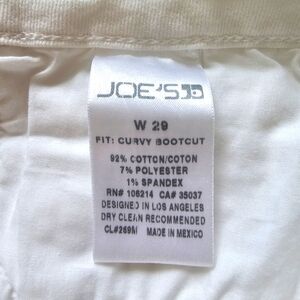 JOE'S
W 29
FIT: CURVY BOOTCUT
92% COTTON/COTON
7% POLYESTER
1% SPANDEX
RN# 106214 CA# 35037
DESIGNED IN LOS ANGELES
DRY CLEAN RECOMMENDED
CL#269M MADE IN MEXICO